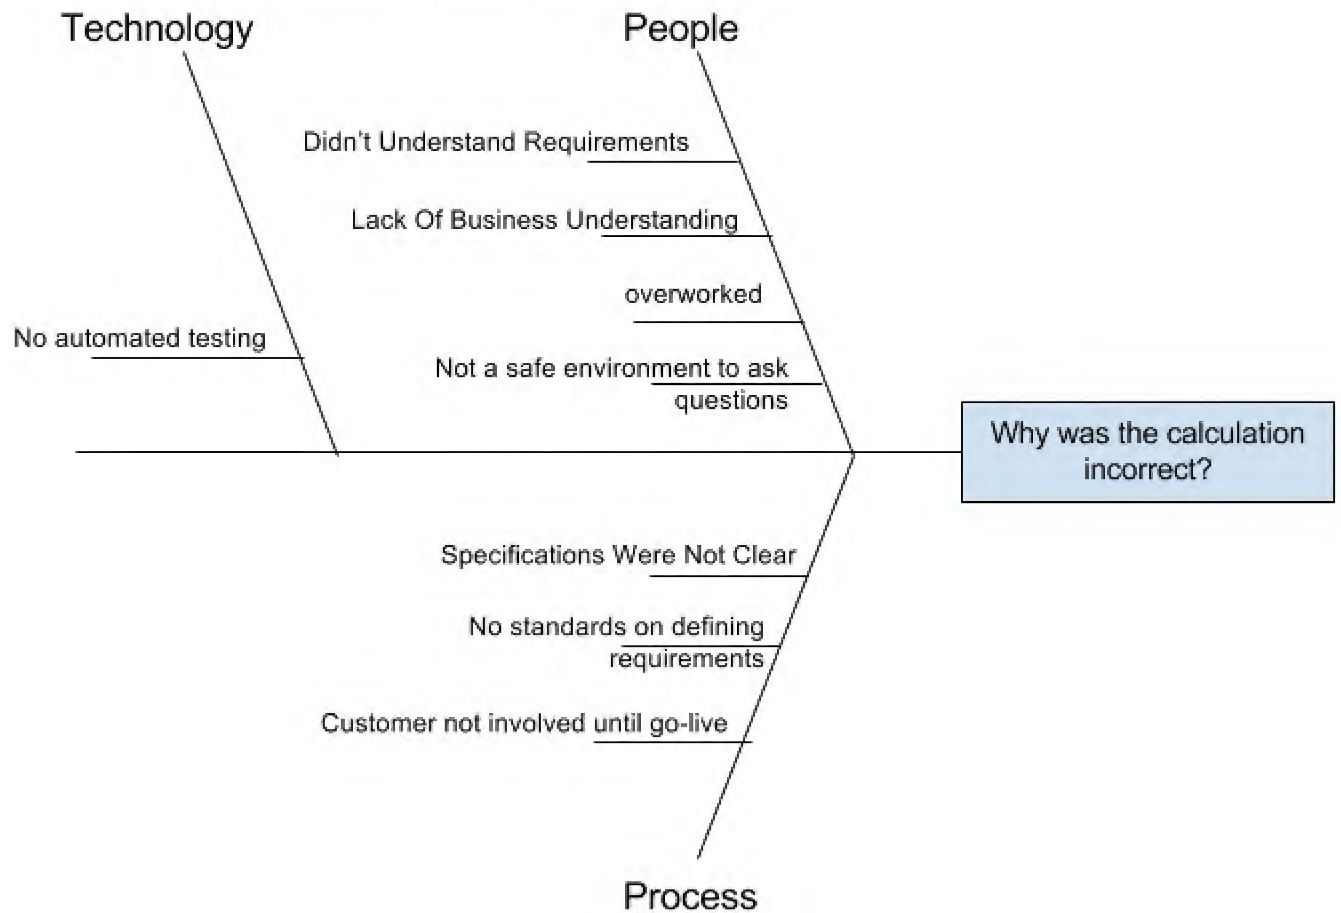 Technology
People
Didn't Understand Requirements
Lack Of Business Understanding
overworked
No automated testing
Not a safe environment to ask
questions
Why was the calculation
incorrect?
Specifications Were Not Clear
No standards on defining
requirements
Customer not involved until go-live
Process